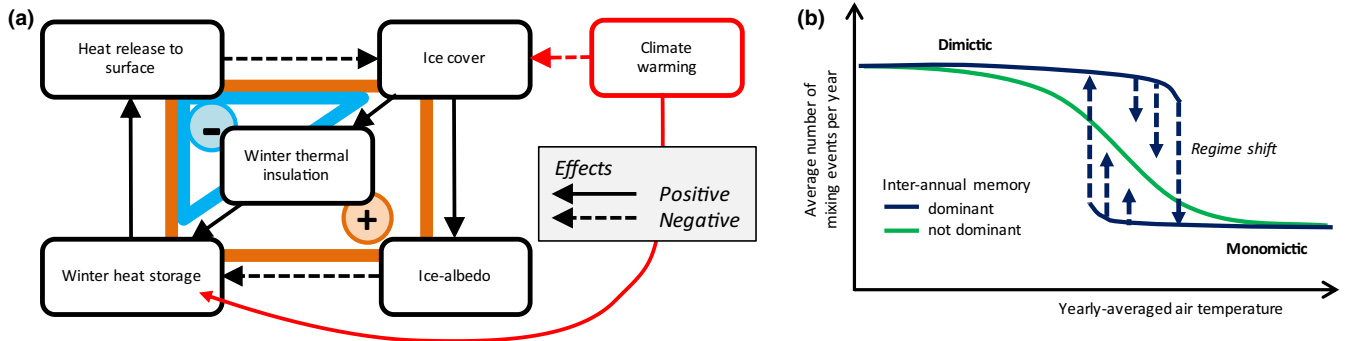 (a)
Heat release to
surface
Ice cover
Climate
warming
-
Winter thermal
insulation
+
Effects
Positive
Negative
Winter heat storage
Ice-albedo
(b)
Average number of
mixing events per year
Dimictic
Regime shift
Inter-annual memory
dominant
not dominant
Monomictic
Yearly-averaged air temperature